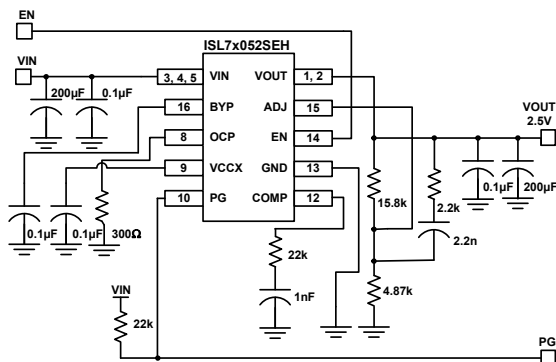 EN
ISL7x052SEH
VIN
3, 4, 5
VIN
VOUT
1, 2
200µF
0.1µF
16
BYP
ADJ
15
VOUT
2.5V
8
OCP
EN
14
9
VCCX
GND
13
10
PG
COMP
12
15.8k
2.2k
0.1µF
200µF
0.1µF
0.1µF
300Ω
22k
2.2n
1nF
4.87k
VIN
22k
PG